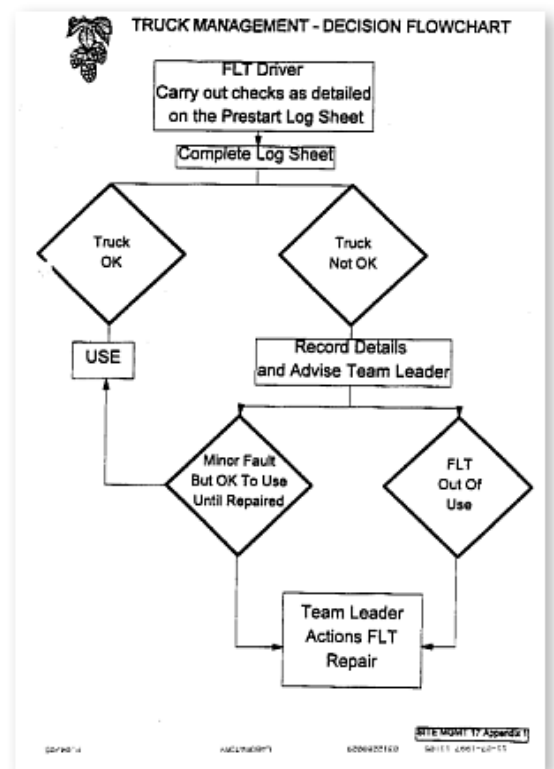 TRUCK MANAGEMENT - DECISION FLOWCHART
FLT Driver
Carry out checks as detailed
on the Prestart Log Sheet
Complete Log Sheet
Truck
OK
Truck
Not OK
USE
Record Details
and Advise Team Leader
Minor Fault
But OK To Use
Until Repaired
FLT
Out Of
Use
Team Leader
Actions FLT
Repair
SITE MGMT 17 Appendix 1
LABORATORY